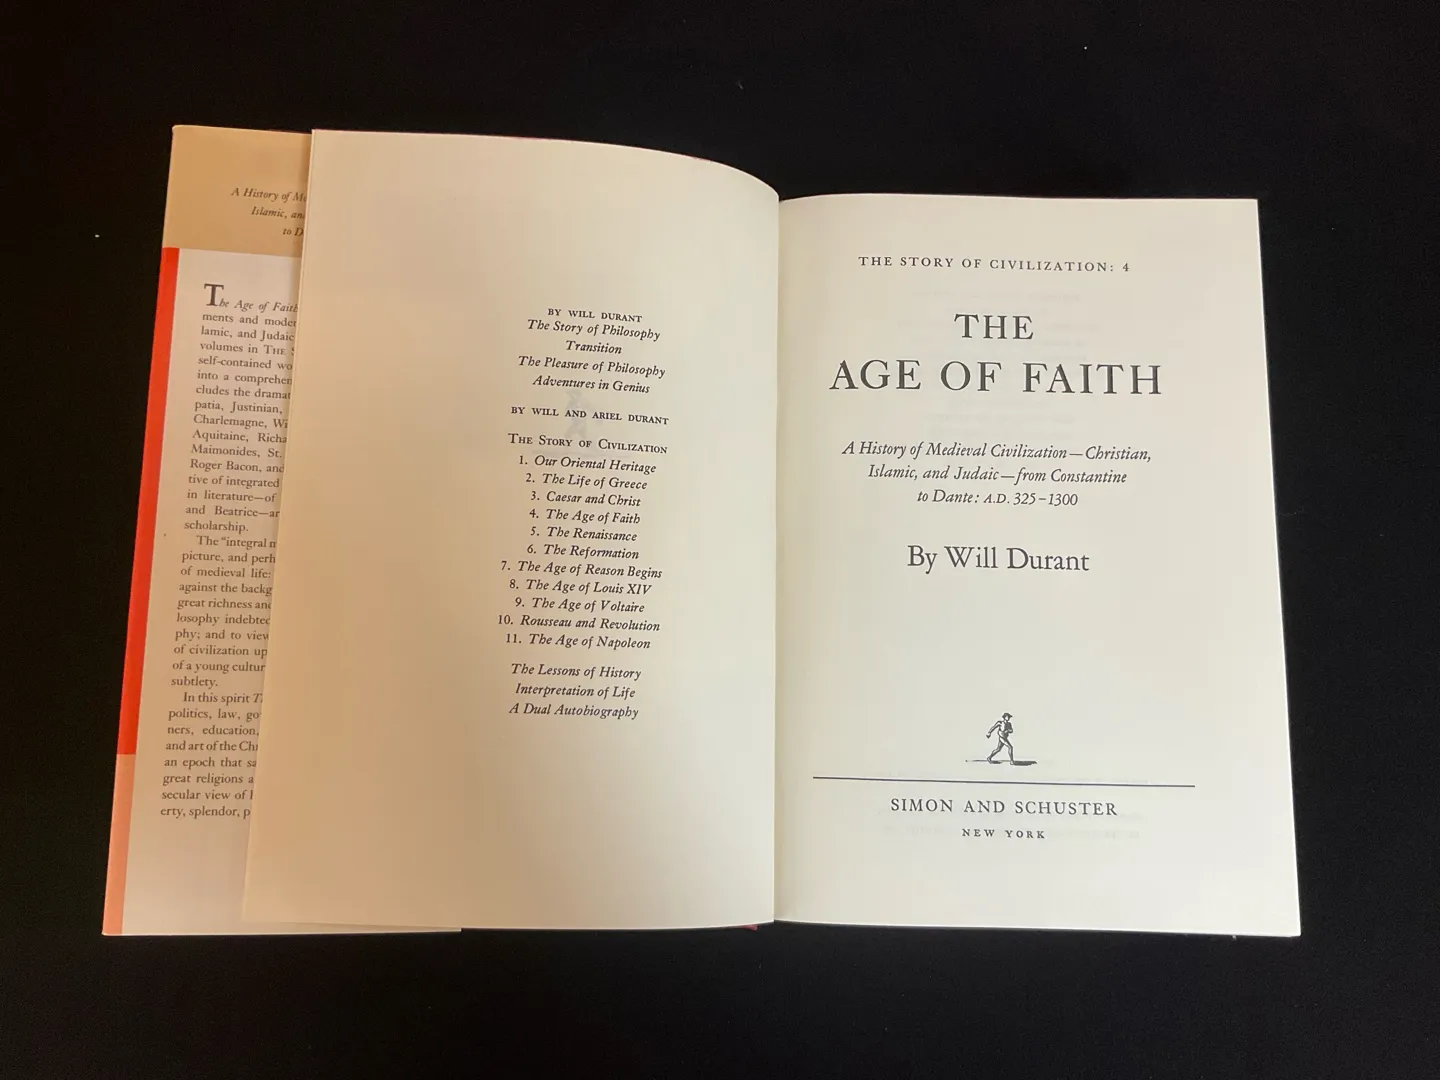 A History of
Islamic, an
to D
The Age of Faith
ments and moder
lamic, and Judaic
volumes in THE S
self-contained wo
into a comprehen
cludes the dramat
patia, Justinian,
Charlemagne, Wi
Aquitaine, Richa
Maimonides, St.
Roger Bacon, and
tive of integrated
in literature—of
and Beatrice—ar
scholarship.
The "integral m
picture, and perh
of medieval life:
against the backg
great richness and
losophy indebted
phy; and to view
of civilization up
of a young cultur
subtlety.
In this spirit T
politics, law, go
ners, education,
and art of the Chr
an epoch that sa
great religions a
secular view of l
erty, splendor, p
BY WILL DURANT
The Story of Philosophy
Transition
The Pleasure of Philosophy
Adventures in Genius
BY WILL AND ARIEL DURANT
THE STORY OF CIVILIZATION
1. Our Oriental Heritage
2. The Life of Greece
3. Caesar and Christ
4. The Age of Faith
5. The Renaissance
6. The Reformation
7. The Age of Reason Begins
8. The Age of Louis XIV
9. The Age of Voltaire
10. Rousseau and Revolution
11. The Age of Napoleon
The Lessons of History
Interpretation of Life
A Dual Autobiography
THE STORY OF CIVILIZATION: 4
THE
AGE OF FAITH
A History of Medieval Civilization—Christian,
Islamic, and Judaic—from Constantine
to Dante: A.D. 325–1300
By Will Durant
SIMON AND SCHUSTER
NEW YORK